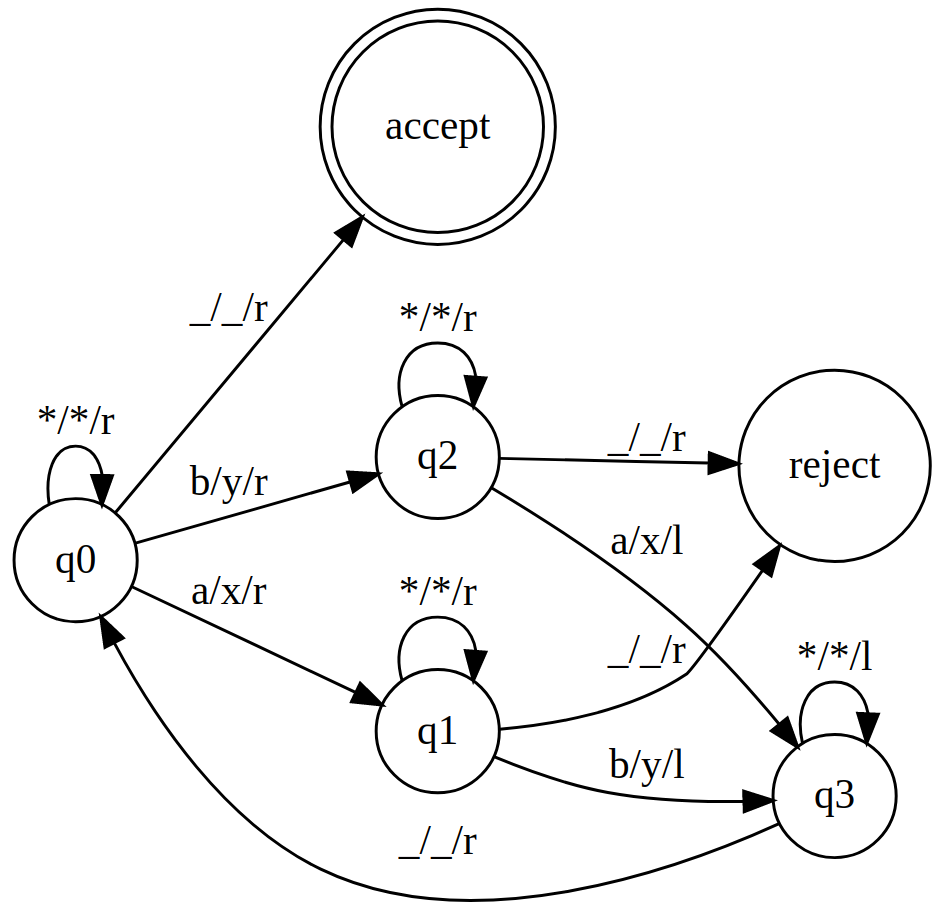 accept
_/_/r
*/*/r
*/*/r
q0
b/y/r
q2
_/_/r
reject
a/x/l
a/x/r
*/*/r
_/_/r
*/*/l
q1
b/y/l
q3
_/_/r